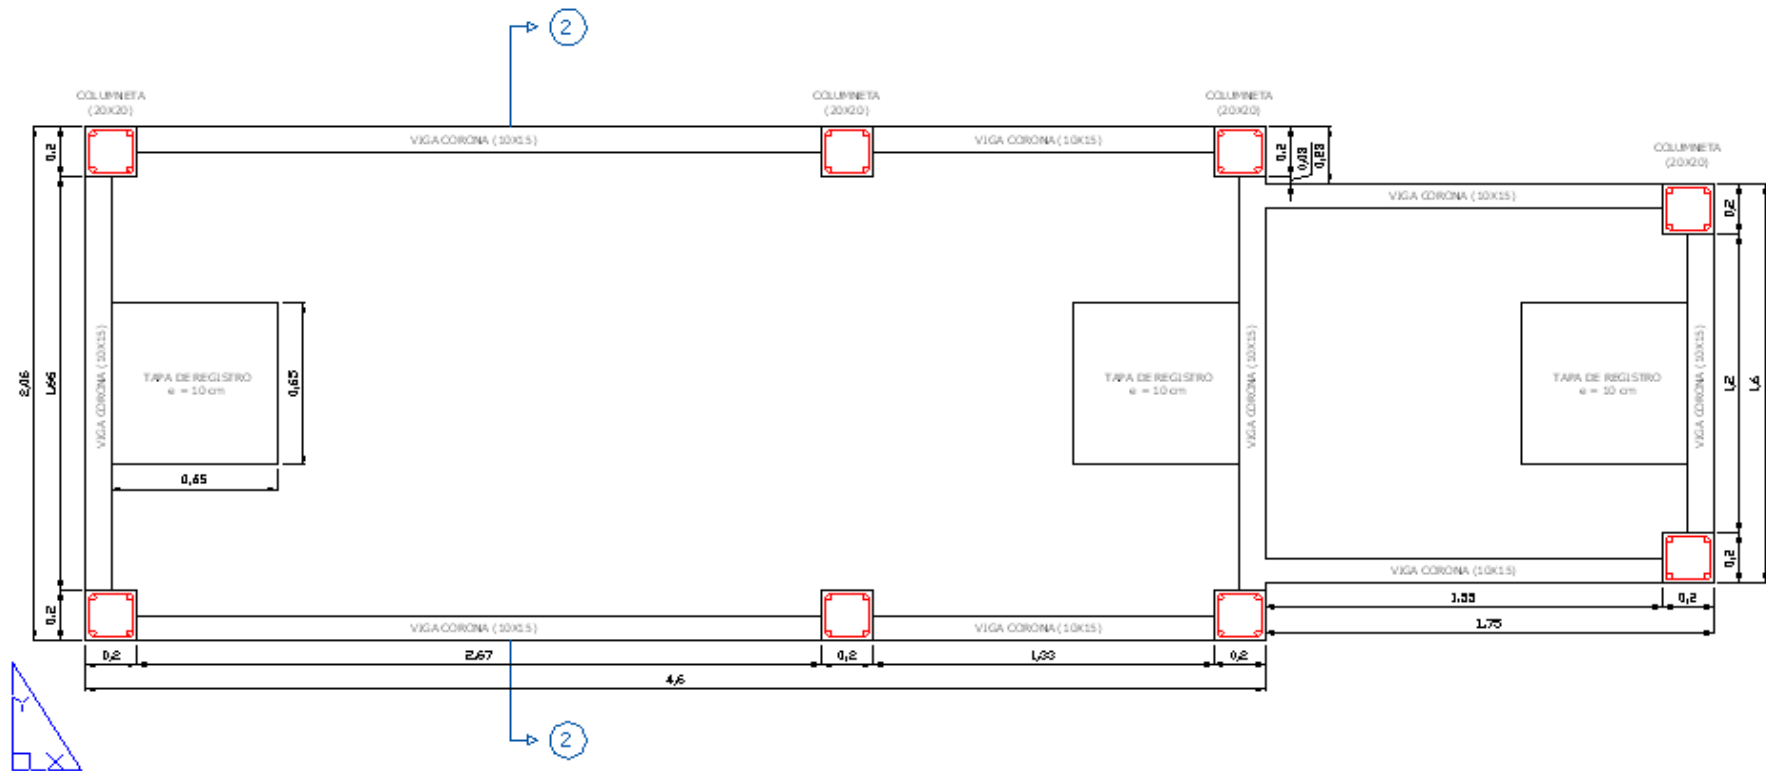 2
COLUMNETA
(20X20)
COLUMNETA
(20X20)
COLUMNETA
(20X20)
COLUMNETA
(20X20)
VIGA CORONA (10X15)
VIGA CORONA (10X15)
VIGA CORONA (10X15)
0,2
0,2
0,03
0,23
0,2
2,06
1,66
VIGA CORONA (10X15)
TAPA DE REGISTRO
e = 10 cm
0,65
0,65
TAPA DE REGISTRO
e = 10 cm
VIGA CORONA (10X15)
TAPA DE REGISTRO
e = 10 cm
VIGA CORONA (10X15)
1,2
1,6
0,2
VIGA CORONA (10X15)
VIGA CORONA (10X15)
VIGA CORONA (10X15)
0,2
1,55
0,2
1,75
0,2
2,67
0,2
1,33
0,2
4,6
2
Y
X